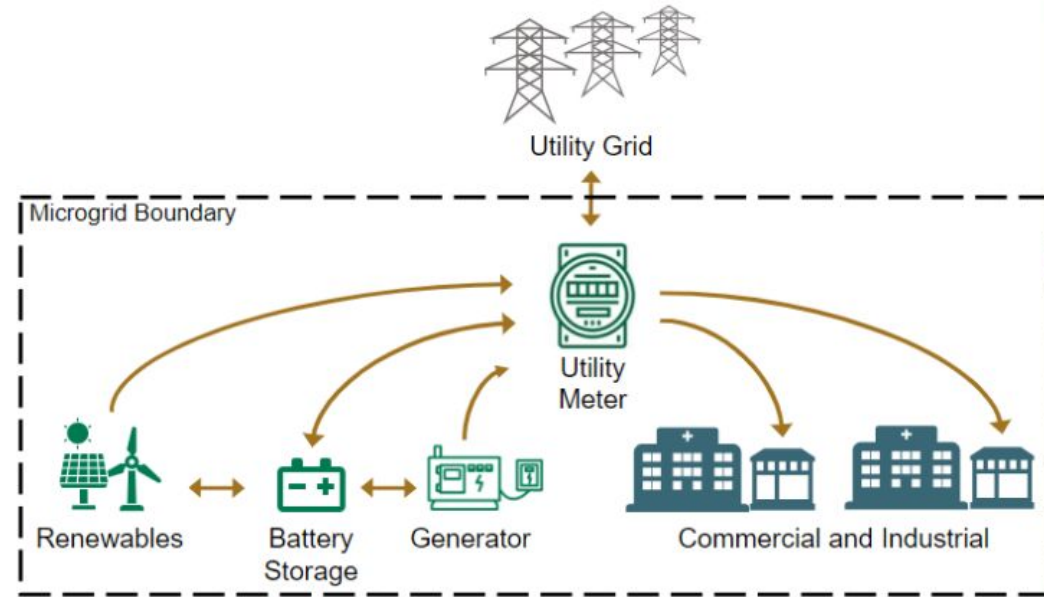 Utility Grid
Microgrid Boundary
Utility
Meter
Renewables
Battery
Storage
Generator
Commercial and Industrial